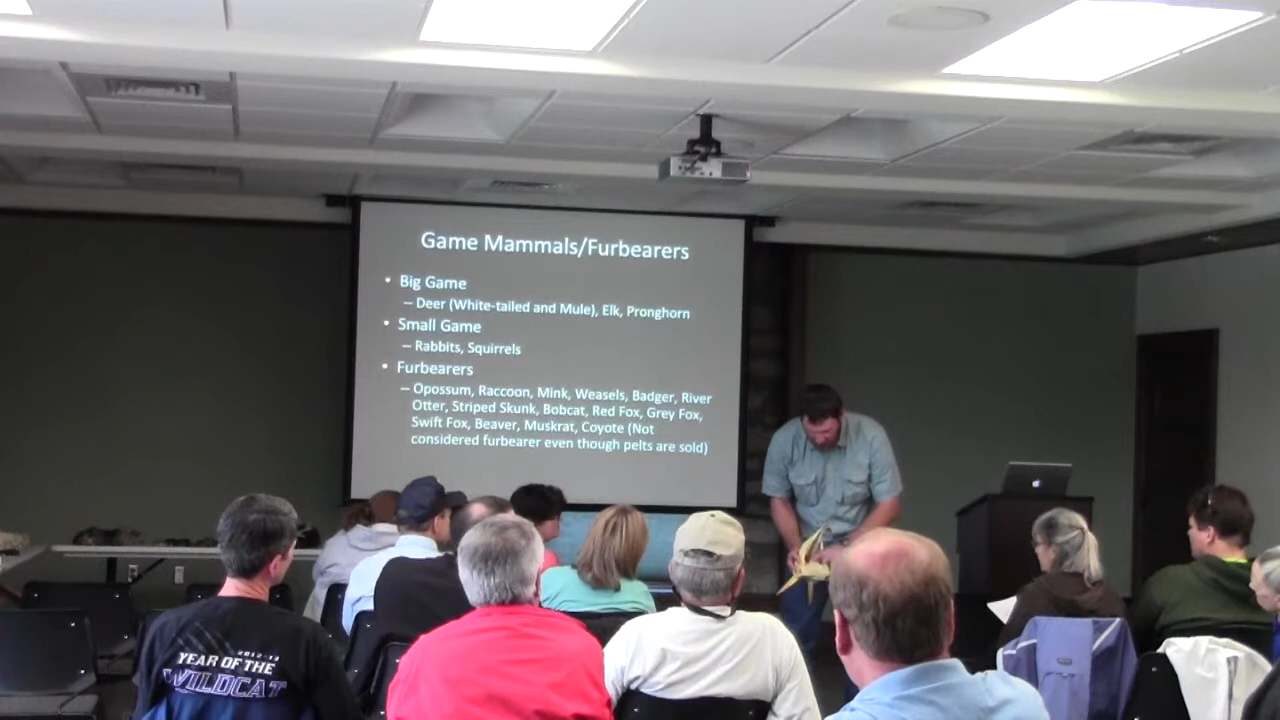 Game Mammals/Furbearers
• Big Game
– Deer (White-tailed and Mule), Elk, Pronghorn
• Small Game
– Rabbits, Squirrels
• Furbearers
– Opossum, Raccoon, Mink, Weasels, Badger, River
Otter, Striped Skunk, Bobcat, Red Fox, Grey Fox,
Swift Fox, Beaver, Muskrat, Coyote (Not
considered furbearer even though pelts are sold)
2012-13
YEAR OF THE
WILDCAT